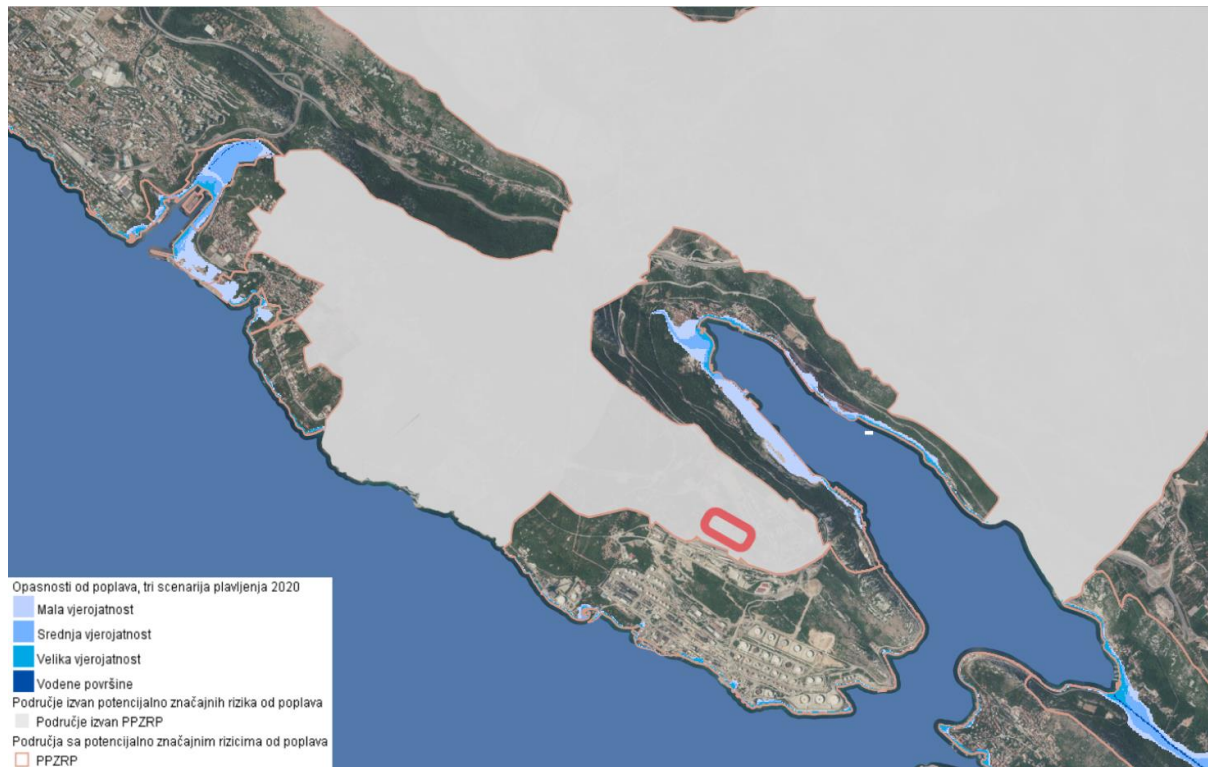 Opasnosti od poplava, tri scenarija plavljenja 2020
Mala vjerojatnost
Srednja vjerojatnost
Velika vjerojatnost
Vodene površine
Područje izvan potencijalno značajnih rizika od poplava
Područje izvan PPZRP
Područja sa potencijalno značajnim rizicima od poplava
PPZRP